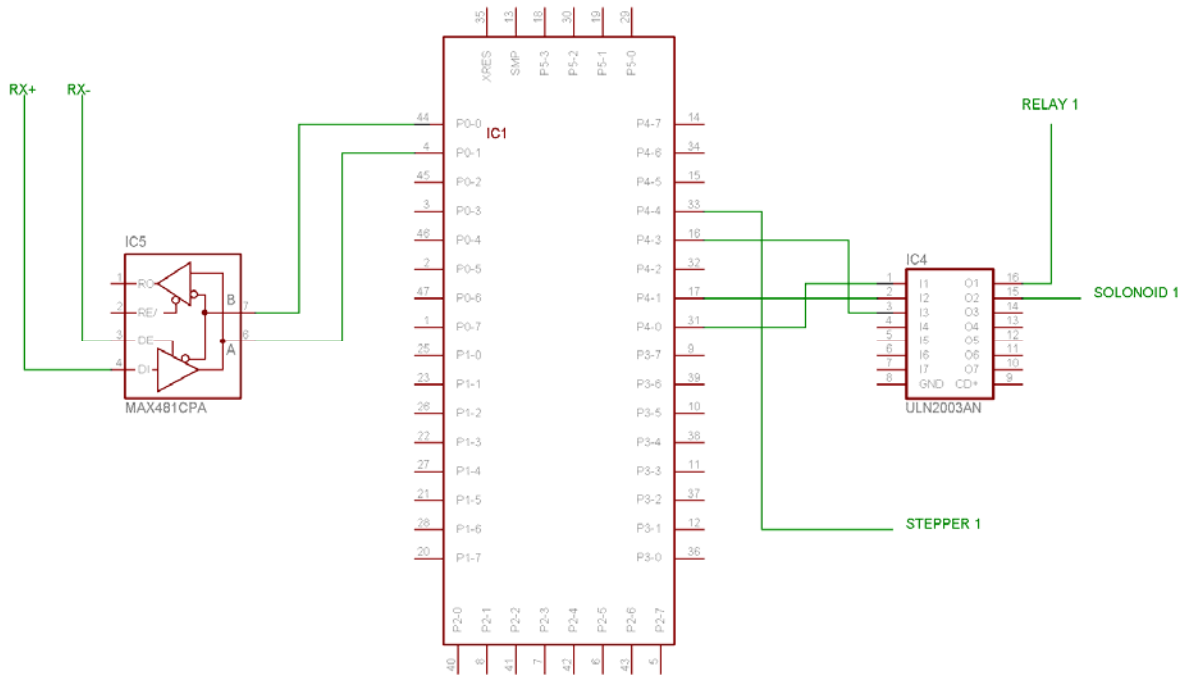 35 13 18 30 19 29
XRES SMP P5-3 P5-2 P5-1 P5-0
RX+ RX-
RELAY 1
44 P0-0 IC1 P4-7 14
4 P0-1 P4-6 34
45 P0-2 P4-5 15
3 P0-3 P4-4 33
46 P0-4 P4-3 16
2 P0-5 P4-2 32
47 P0-6 P4-1 17
1 P0-7 P4-0 31
25 P1-0 P3-7 9
23 P1-1 P3-6 39
26 P1-2 P3-5 10
22 P1-3 P3-4 38
27 P1-4 P3-3 11
21 P1-5 P3-2 37
28 P1-6 P3-1 12
20 P1-7 P3-0 36
P2-0 P2-1 P2-2 P2-3 P2-4 P2-5 P2-6 P2-7
40 8 41 7 42 6 43 5
IC5
1 RO
2 RE/ B 7
3 DE A 6
4 DI
MAX481CPA
IC4
1 I1 O1 16
2 I2 O2 15
3 I3 O3 14
4 I4 O4 13
5 I5 O5 12
6 I6 O6 11
7 I7 O7 10
8 GND CD+ 9
ULN2003AN
SOLONOID 1
STEPPER 1